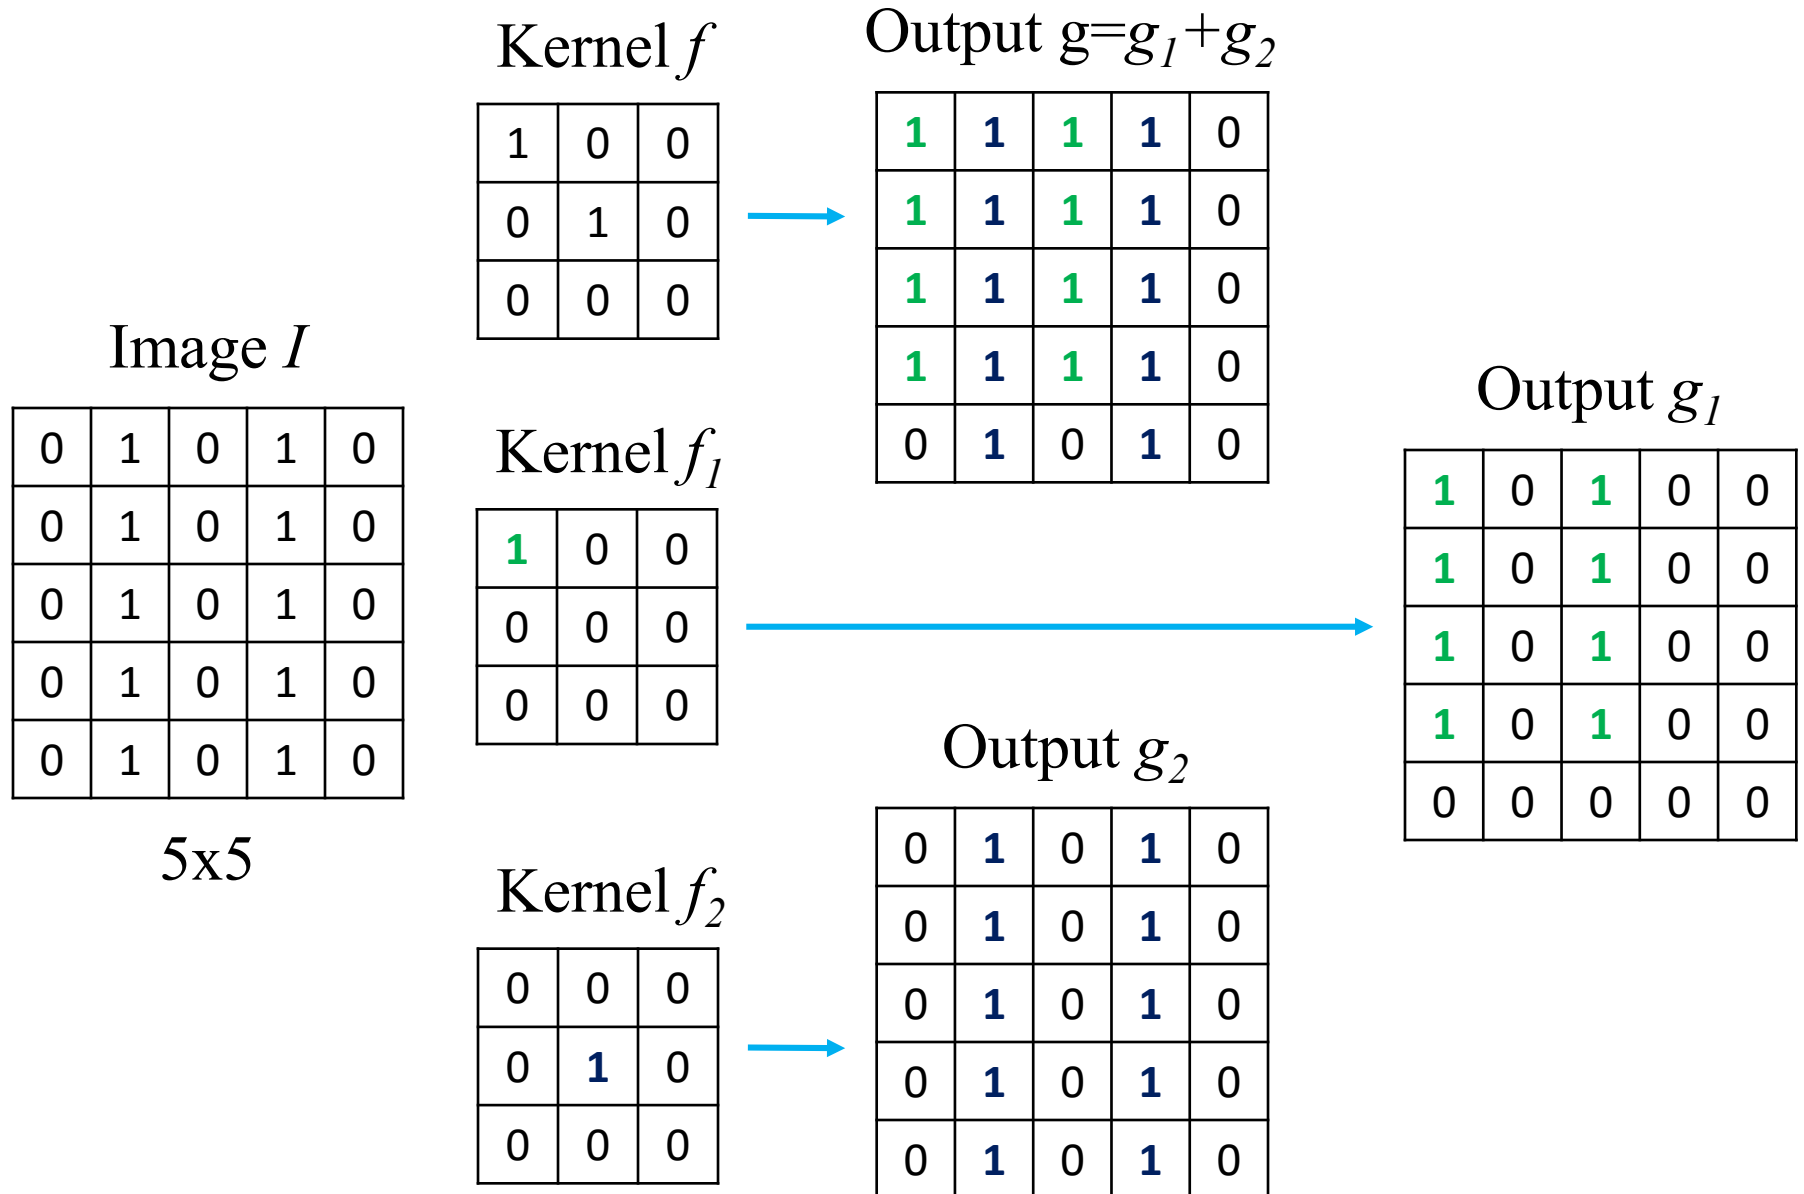 Kernel f
1 0 0
0 1 0
0 0 0
Output g=g1+g2
1 1 1 1 0
1 1 1 1 0
1 1 1 1 0
1 1 1 1 0
0 1 0 1 0
Image I
0 1 0 1 0
0 1 0 1 0
0 1 0 1 0
0 1 0 1 0
0 1 0 1 0
5x5
Kernel f1
1 0 0
0 0 0
0 0 0
Output g1
1 0 1 0 0
1 0 1 0 0
1 0 1 0 0
1 0 1 0 0
0 0 0 0 0
Kernel f2
0 0 0
0 1 0
0 0 0
Output g2
0 1 0 1 0
0 1 0 1 0
0 1 0 1 0
0 1 0 1 0
0 1 0 1 0